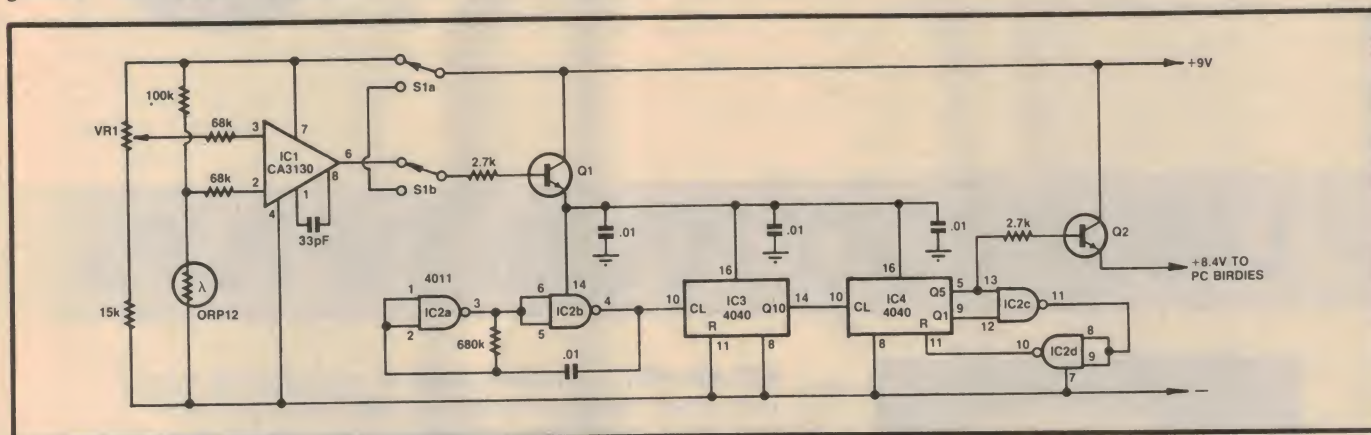 +9V
S1a
100k
VR1
68k
3
7
IC1
CA3130
6
8
2
68k
1
4
33pF
S1b
2.7k
Q1
.01
.01
.01
2.7k
Q2
+8.4V TO
PC BIRDIES
λ
ORP12
15k
4011
1
IC2a
3
2
6
14
IC2b
4
5
680k
.01
16
10
CL
IC3
4040
Q10
14
R
11
8
16
10
CL
IC4
4040
Q5
5
Q1
9
R
11
8
13
IC2c
11
12
10
IC2d
8
9
7
–